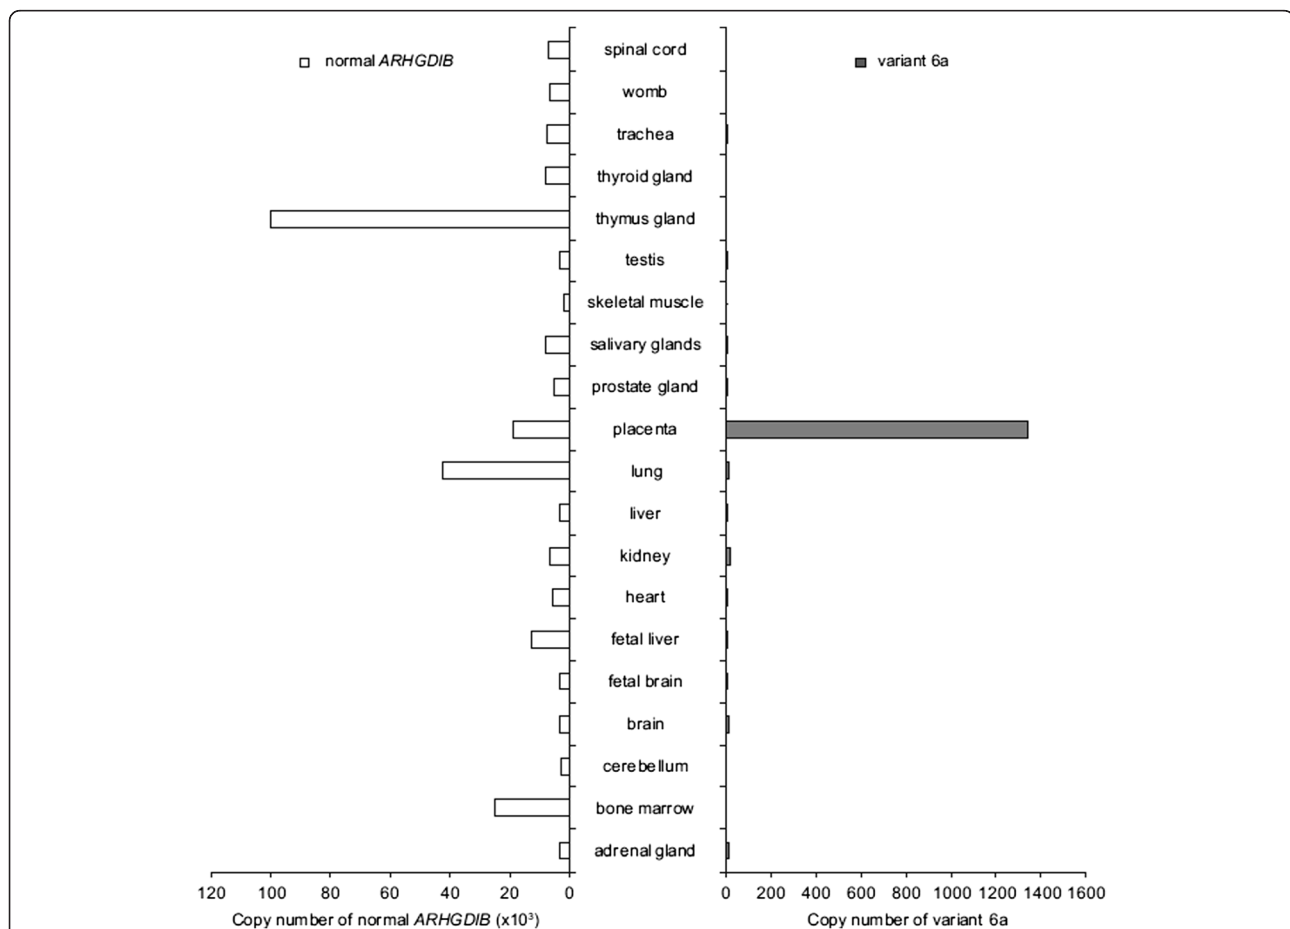 normal ARHGDIB
variant 6a
spinal cord
womb
trachea
thyroid gland
thymus gland
testis
skeletal muscle
salivary glands
prostate gland
placenta
lung
liver
kidney
heart
fetal liver
fetal brain
brain
cerebellum
bone marrow
adrenal gland
120 100 80 60 40 20 0
0 200 400 600 800 1000 1200 1400 1600
Copy number of normal ARHGDIB (x10³)
Copy number of variant 6a